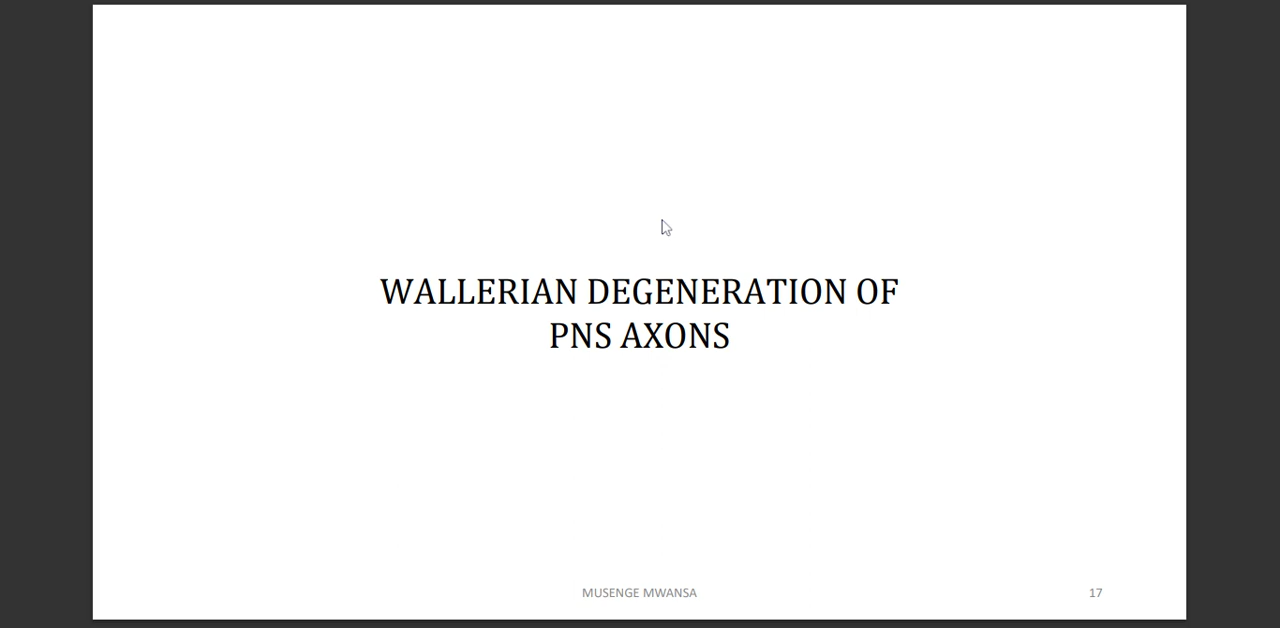 WALLERIAN DEGENERATION OF
PNS AXONS
MUSENGE MWANSA
17